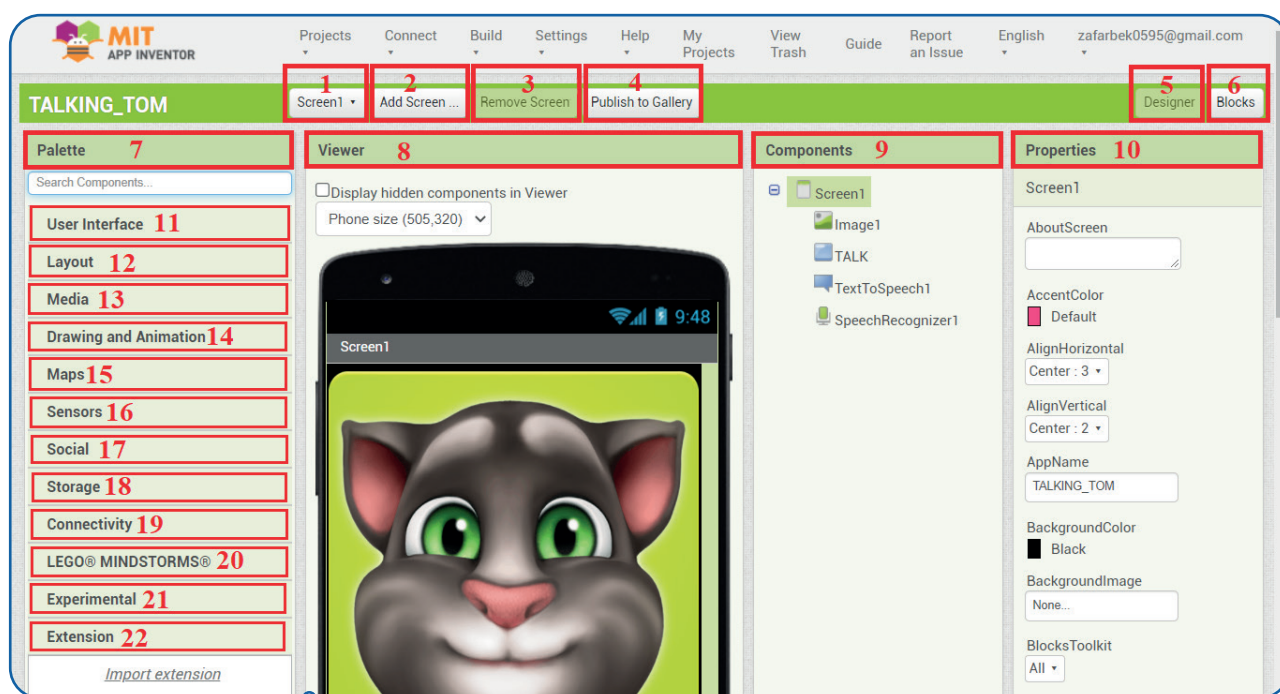 MIT
APP INVENTOR
Projects
Connect
Build
Settings
Help
My
Projects
View
Trash
Guide
Report
an Issue
English
zafarbek0595@gmail.com
TALKING_TOM
1
Screen1
2
Add Screen ...
3
Remove Screen
4
Publish to Gallery
5
Designer
6
Blocks
Palette 7
Search Components...
User Interface 11
Layout 12
Media 13
Drawing and Animation 14
Maps 15
Sensors 16
Social 17
Storage 18
Connectivity 19
LEGO® MINDSTORMS® 20
Experimental 21
Extension 22
Import extension
Viewer 8
Display hidden components in Viewer
Phone size (505,320)
9:48
Screen1
Components 9
Screen1
Image1
TALK
TextToSpeech1
SpeechRecognizer1
Properties 10
Screen1
AboutScreen
AccentColor
Default
AlignHorizontal
Center : 3
AlignVertical
Center : 2
AppName
TALKING_TOM
BackgroundColor
Black
BackgroundImage
None...
BlocksToolkit
All